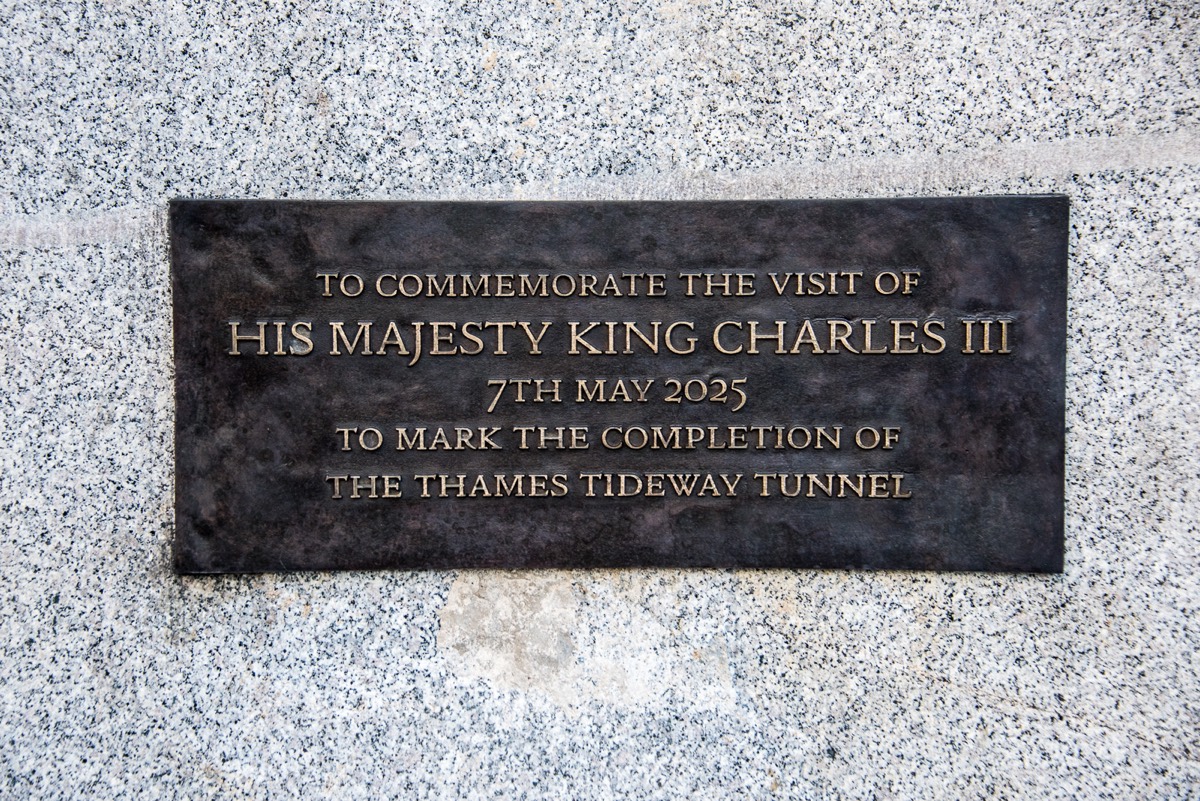 TO COMMEMORATE THE VISIT OF
HIS MAJESTY KING CHARLES III
7TH MAY 2025
TO MARK THE COMPLETION OF
THE THAMES TIDEWAY TUNNEL